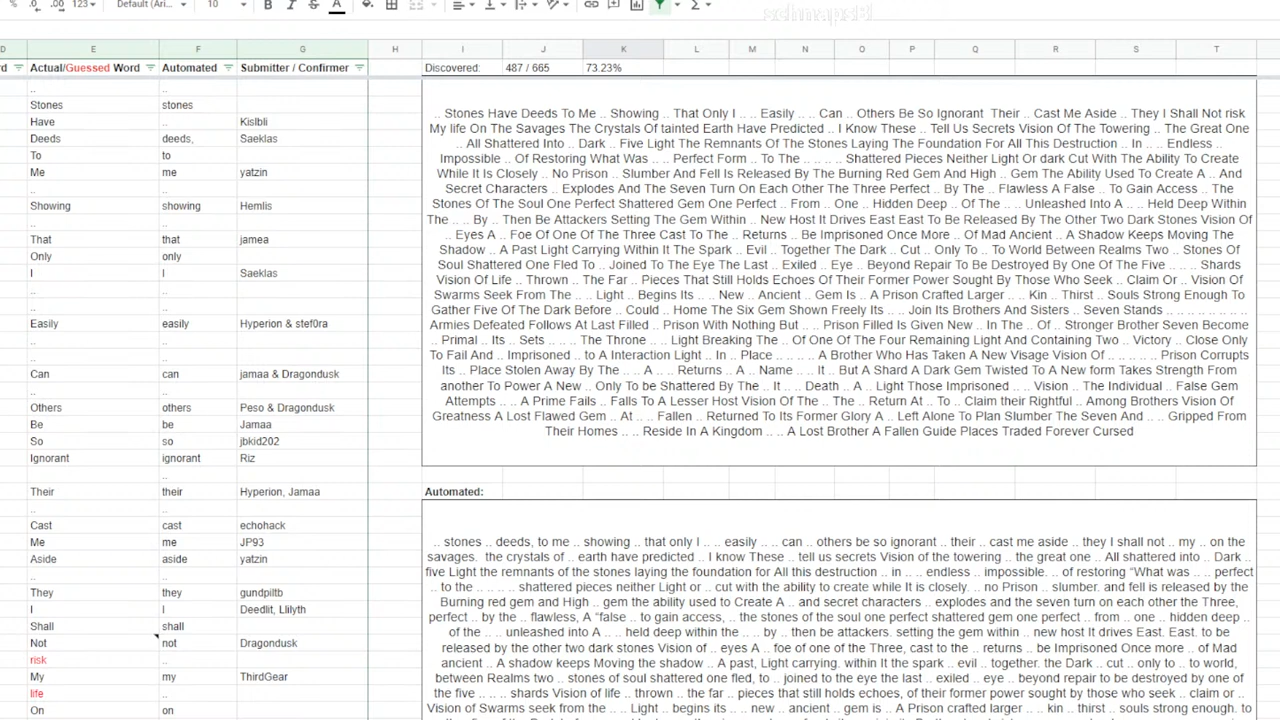 % .0 .00 123 Default (Ari... 10 B I S A
schnapsBl
D E F G H I J K L M N O P Q R S T
rd Actual/Guessed Word Automated Submitter / Confirmer Discovered: 487 / 665 73.23%
..
Stones stones
Have .. Kislbli
Deeds deeds, Saeklas
To to
Me me yatzin
..
Showing showing Hemlis
..
That that jamea
Only only
I I Saeklas
..
..
Easily easily Hyperion & stef0ra
..
..
Can can jamaa & Dragondusk
..
Others others Peso & Dragondusk
Be be Jamaa
So so jbkid202
Ignorant ignorant Riz
..
Their their Hyperion, Jamaa
..
Cast cast echohack
Me me JP93
Aside aside yatzin
..
They they gundpiltb
I I Deedlit, Llilyth
Shall shall
Not not Dragondusk
risk ..
My my ThirdGear
life ..
On on
.. Stones Have Deeds To Me .. Showing .. That Only I .. .. Easily .. .. Can .. Others Be So Ignorant Their .. Cast Me Aside .. They I Shall Not risk
My life On The Savages The Crystals Of tainted Earth Have Predicted .. I Know These .. Tell Us Secrets Vision Of The Towering .. The Great One
.. All Shattered Into .. Dark .. Five Light The Remnants Of The Stones Laying The Foundation For All This Destruction .. In .. .. Endless ..
Impossible .. Of Restoring What Was .. .. Perfect Form .. To The .. .. .. .. Shattered Pieces Neither Light Or dark Cut With The Ability To Create
While It Is Closely .. No Prison .. Slumber And Fell Is Released By The Burning Red Gem And High .. Gem The Ability Used To Create A .. .. And
Secret Characters .. Explodes And The Seven Turn On Each Other The Three Perfect .. By The .. Flawless A False .. To Gain Access .. The
Stones Of The Soul One Perfect Shattered Gem One Perfect .. From .. One .. Hidden Deep .. Of The .. .. Unleashed Into A .. .. Held Deep Within
The .. .. By .. Then Be Attackers Setting The Gem Within .. New Host It Drives East East To Be Released By The Other Two Dark Stones Vision Of
.. Eyes A .. Foe Of One Of The Three Cast To The .. Returns .. Be Imprisoned Once More .. Of Mad Ancient .. A Shadow Keeps Moving The
Shadow .. A Past Light Carrying Within It The Spark .. Evil .. Together The Dark .. Cut .. Only To .. To World Between Realms Two .. Stones Of
Soul Shattered One Fled To .. Joined To The Eye The Last .. Exiled .. Eye .. Beyond Repair To Be Destroyed By One Of The Five .. .. .. Shards
Vision Of Life .. Thrown .. The Far .. Pieces That Still Holds Echoes Of Their Former Power Sought By Those Who Seek .. Claim Or .. Vision Of
Swarms Seek From The .. .. Light .. Begins Its .. .. New .. Ancient .. Gem Is .. A Prison Crafted Larger .. .. Kin .. Thirst .. Souls Strong Enough To
Gather Five Of The Dark Before .. Could .. Home The Six Gem Shown Freely Its .. .. Join Its Brothers And Sisters .. Seven Stands .. .. .. .. .. .. .. ..
Armies Defeated Follows At Last Filled .. Prison With Nothing But .. .. Prison Filled Is Given New .. In The .. Of .. Stronger Brother Seven Become
.. Primal .. Its .. Sets .. .. The Throne .. .. Light Breaking The .. Of One Of The Four Remaining Light And Containing Two .. Victory .. Close Only
To Fail And .. Imprisoned .. to A Interaction Light .. In .. Place .. .. .. .. A Brother Who Has Taken A New Visage Vision Of .. .. .. .. .. Prison Corrupts
Its .. Place Stolen Away By The .. .. A .. .. Returns .. A .. Name .. .. It .. But A Shard A Dark Gem Twisted To A New form Takes Strength From
another To Power A New .. Only To be Shattered By The .. It .. .. Death .. A .. Light Those Imprisoned .. .. Vision .. The Individual .. False Gem
Attempts .. .. A Prime Fails .. Falls To A Lesser Host Vision Of The .. The Return At .. To .. Claim their Rightful .. Among Brothers Vision Of
Greatness A Lost Flawed Gem .. At .. .. Fallen .. Returned To Its Former Glory A .. Left Alone To Plan Slumber The Seven And .. .. Gripped From
Their Homes .. .. Reside In A Kingdom .. .. A Lost Brother A Fallen Guide Places Traded Forever Cursed
Automated:
.. stones .. deeds, to me .. showing .. that only I .. .. easily .. .. can .. others be so ignorant .. their .. cast me aside .. they I shall not .. my .. on the
savages. the crystals of .. earth have predicted .. I know These .. tell us secrets Vision of the towering .. the great one .. All shattered into .. Dark ..
five Light the remnants of the stones laying the foundation for All this destruction .. in .. .. endless .. impossible. .. of restoring “What was .. .. perfect
.. to the .. .. .. .. shattered pieces neither Light or .. cut with the ability to create while It is closely. .. no Prison .. slumber. and fell is released by the
Burning red gem and High .. gem the ability used to Create A .. .. and secret characters .. explodes and the seven turn on each other the Three,
perfect .. by the .. flawless, A “false .. to gain access, .. the stones of the soul one perfect shattered gem one perfect .. from .. one .. hidden deep ..
of the .. .. unleashed into A .. .. held deep within the .. .. by .. then be attackers. setting the gem within .. new host It drives East. East. to be
released by the other two dark stones Vision of .. eyes A .. foe of one of the Three, cast to the .. returns .. be Imprisoned Once more .. of Mad
ancient .. A shadow keeps Moving the shadow .. A past, Light carrying. within It the spark .. evil .. together. the Dark .. cut .. only to .. to world,
between Realms two .. stones of soul shattered one fled, to .. joined to the eye the last .. exiled .. eye .. beyond repair to be destroyed by one of
the five .. .. .. shards Vision of life .. thrown .. the far .. pieces that still holds echoes, of their former power sought by those who seek .. claim or ..
Vision of Swarms seek from the .. .. Light .. begins its .. .. new .. ancient .. gem is .. A Prison crafted larger .. .. kin .. thirst .. souls strong enough. to